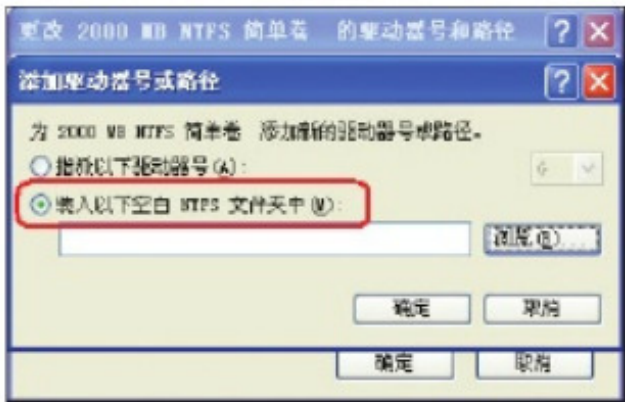 更改 2000 MB NTFS 简单卷 的驱动器号和路径
添加驱动器号或路径
为 2000 MB NTFS 简单卷 添加新的驱动器号或路径。
指派以下驱动器号(A):
G
装入以下空白 NTFS 文件夹中(M):
浏览(B)...
确定
取消
确定
取消